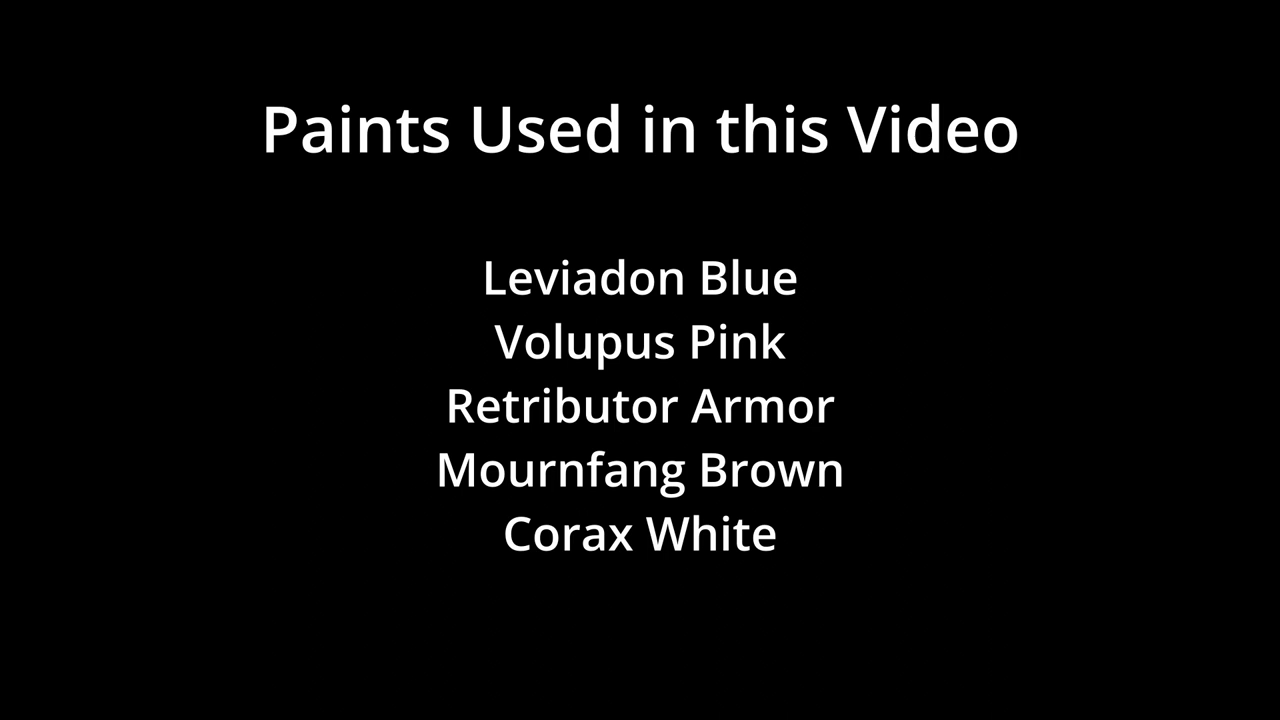 Paints Used in this Video
Leviadon Blue
Volupus Pink
Retributor Armor
Mournfang Brown
Corax White